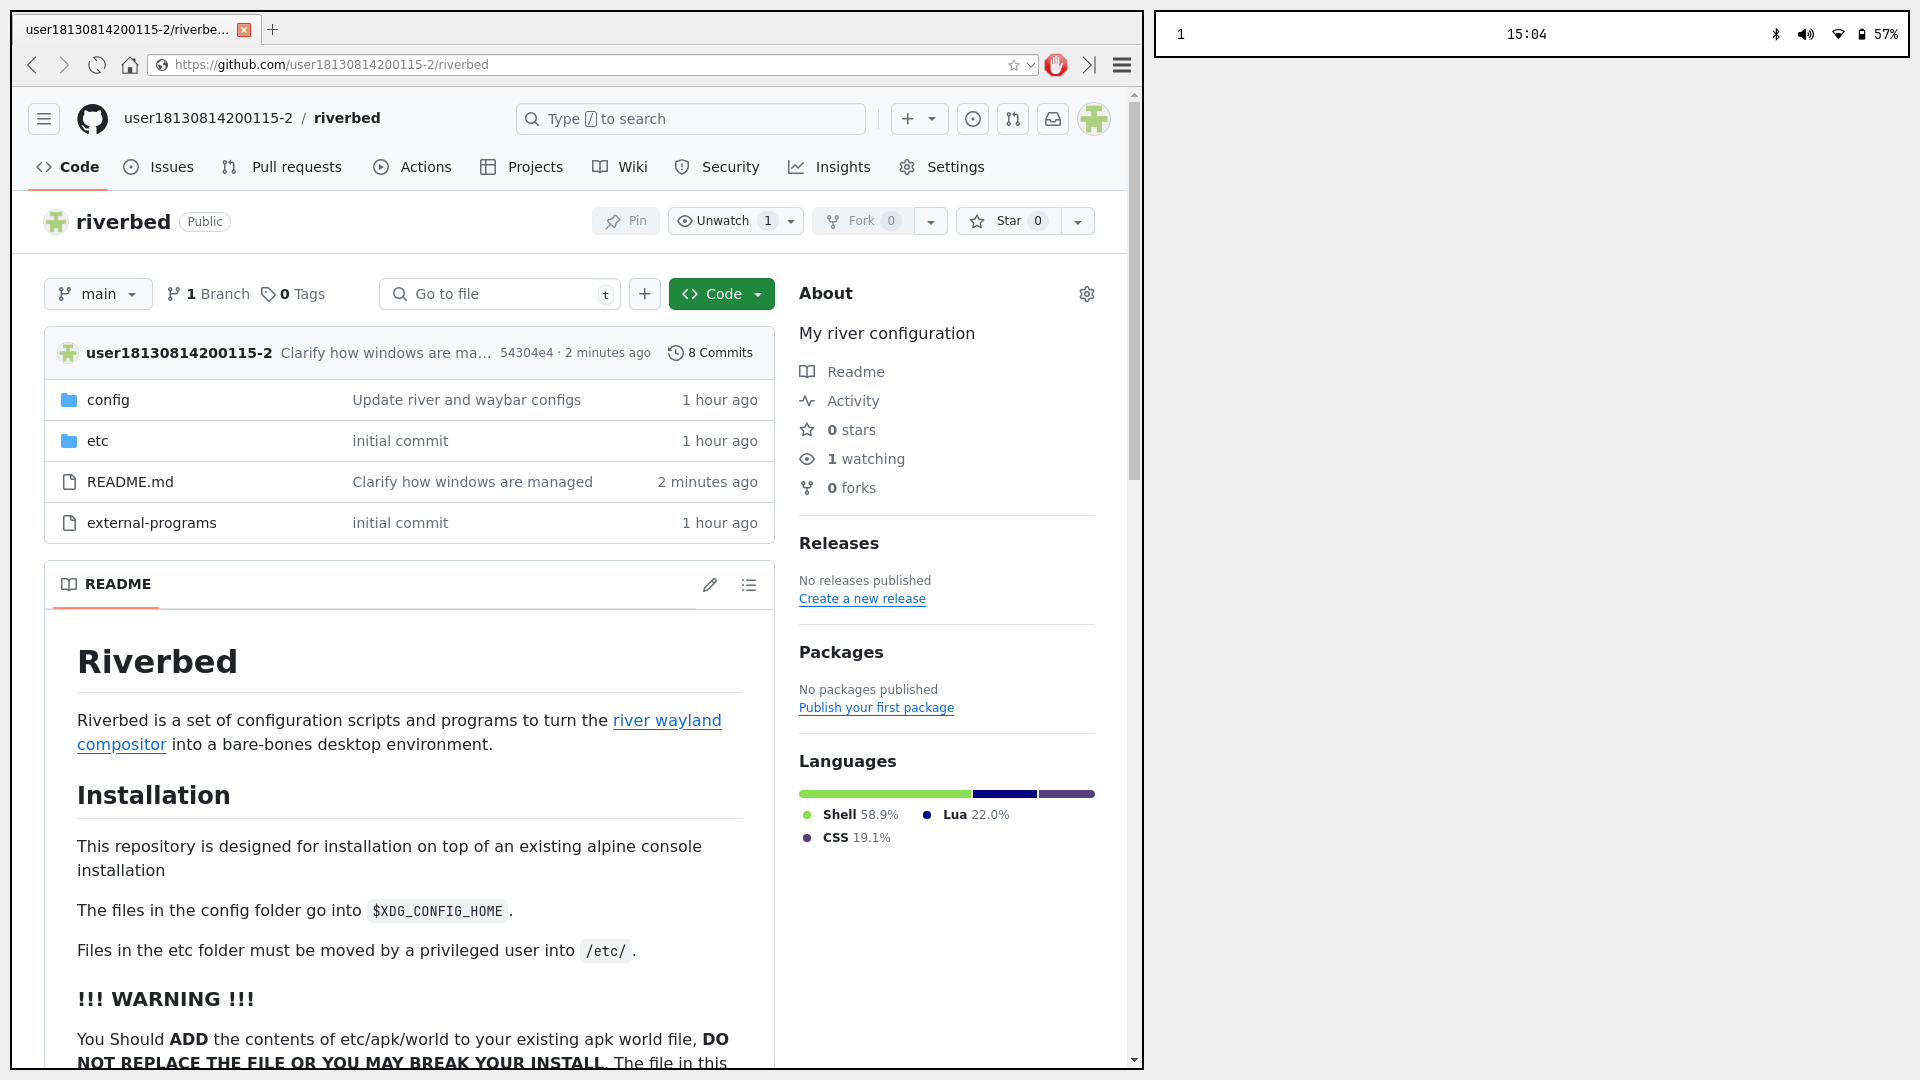 user18130814200115-2/riverbe...
1 15:04 57%
https://github.com/user18130814200115-2/riverbed
user18130814200115-2 / riverbed Type / to search
Code Issues Pull requests Actions Projects Wiki Security Insights Settings
riverbed Public Pin Unwatch 1 Fork 0 Star 0
main 1 Branch 0 Tags Go to file t Code
user18130814200115-2 Clarify how windows are ma... 54304e4 · 2 minutes ago 8 Commits
config Update river and waybar configs 1 hour ago
etc initial commit 1 hour ago
README.md Clarify how windows are managed 2 minutes ago
external-programs initial commit 1 hour ago
README
Riverbed
Riverbed is a set of configuration scripts and programs to turn the river wayland
compositor into a bare-bones desktop environment.
Installation
This repository is designed for installation on top of an existing alpine console
installation
The files in the config folder go into $XDG_CONFIG_HOME.
Files in the etc folder must be moved by a privileged user into /etc/.
!!! WARNING !!!
You Should ADD the contents of etc/apk/world to your existing apk world file, DO
NOT REPLACE THE FILE OR YOU MAY BREAK YOUR INSTALL. The file in this
About
My river configuration
Readme
Activity
0 stars
1 watching
0 forks
Releases
No releases published
Create a new release
Packages
No packages published
Publish your first package
Languages
Shell 58.9% Lua 22.0%
CSS 19.1%